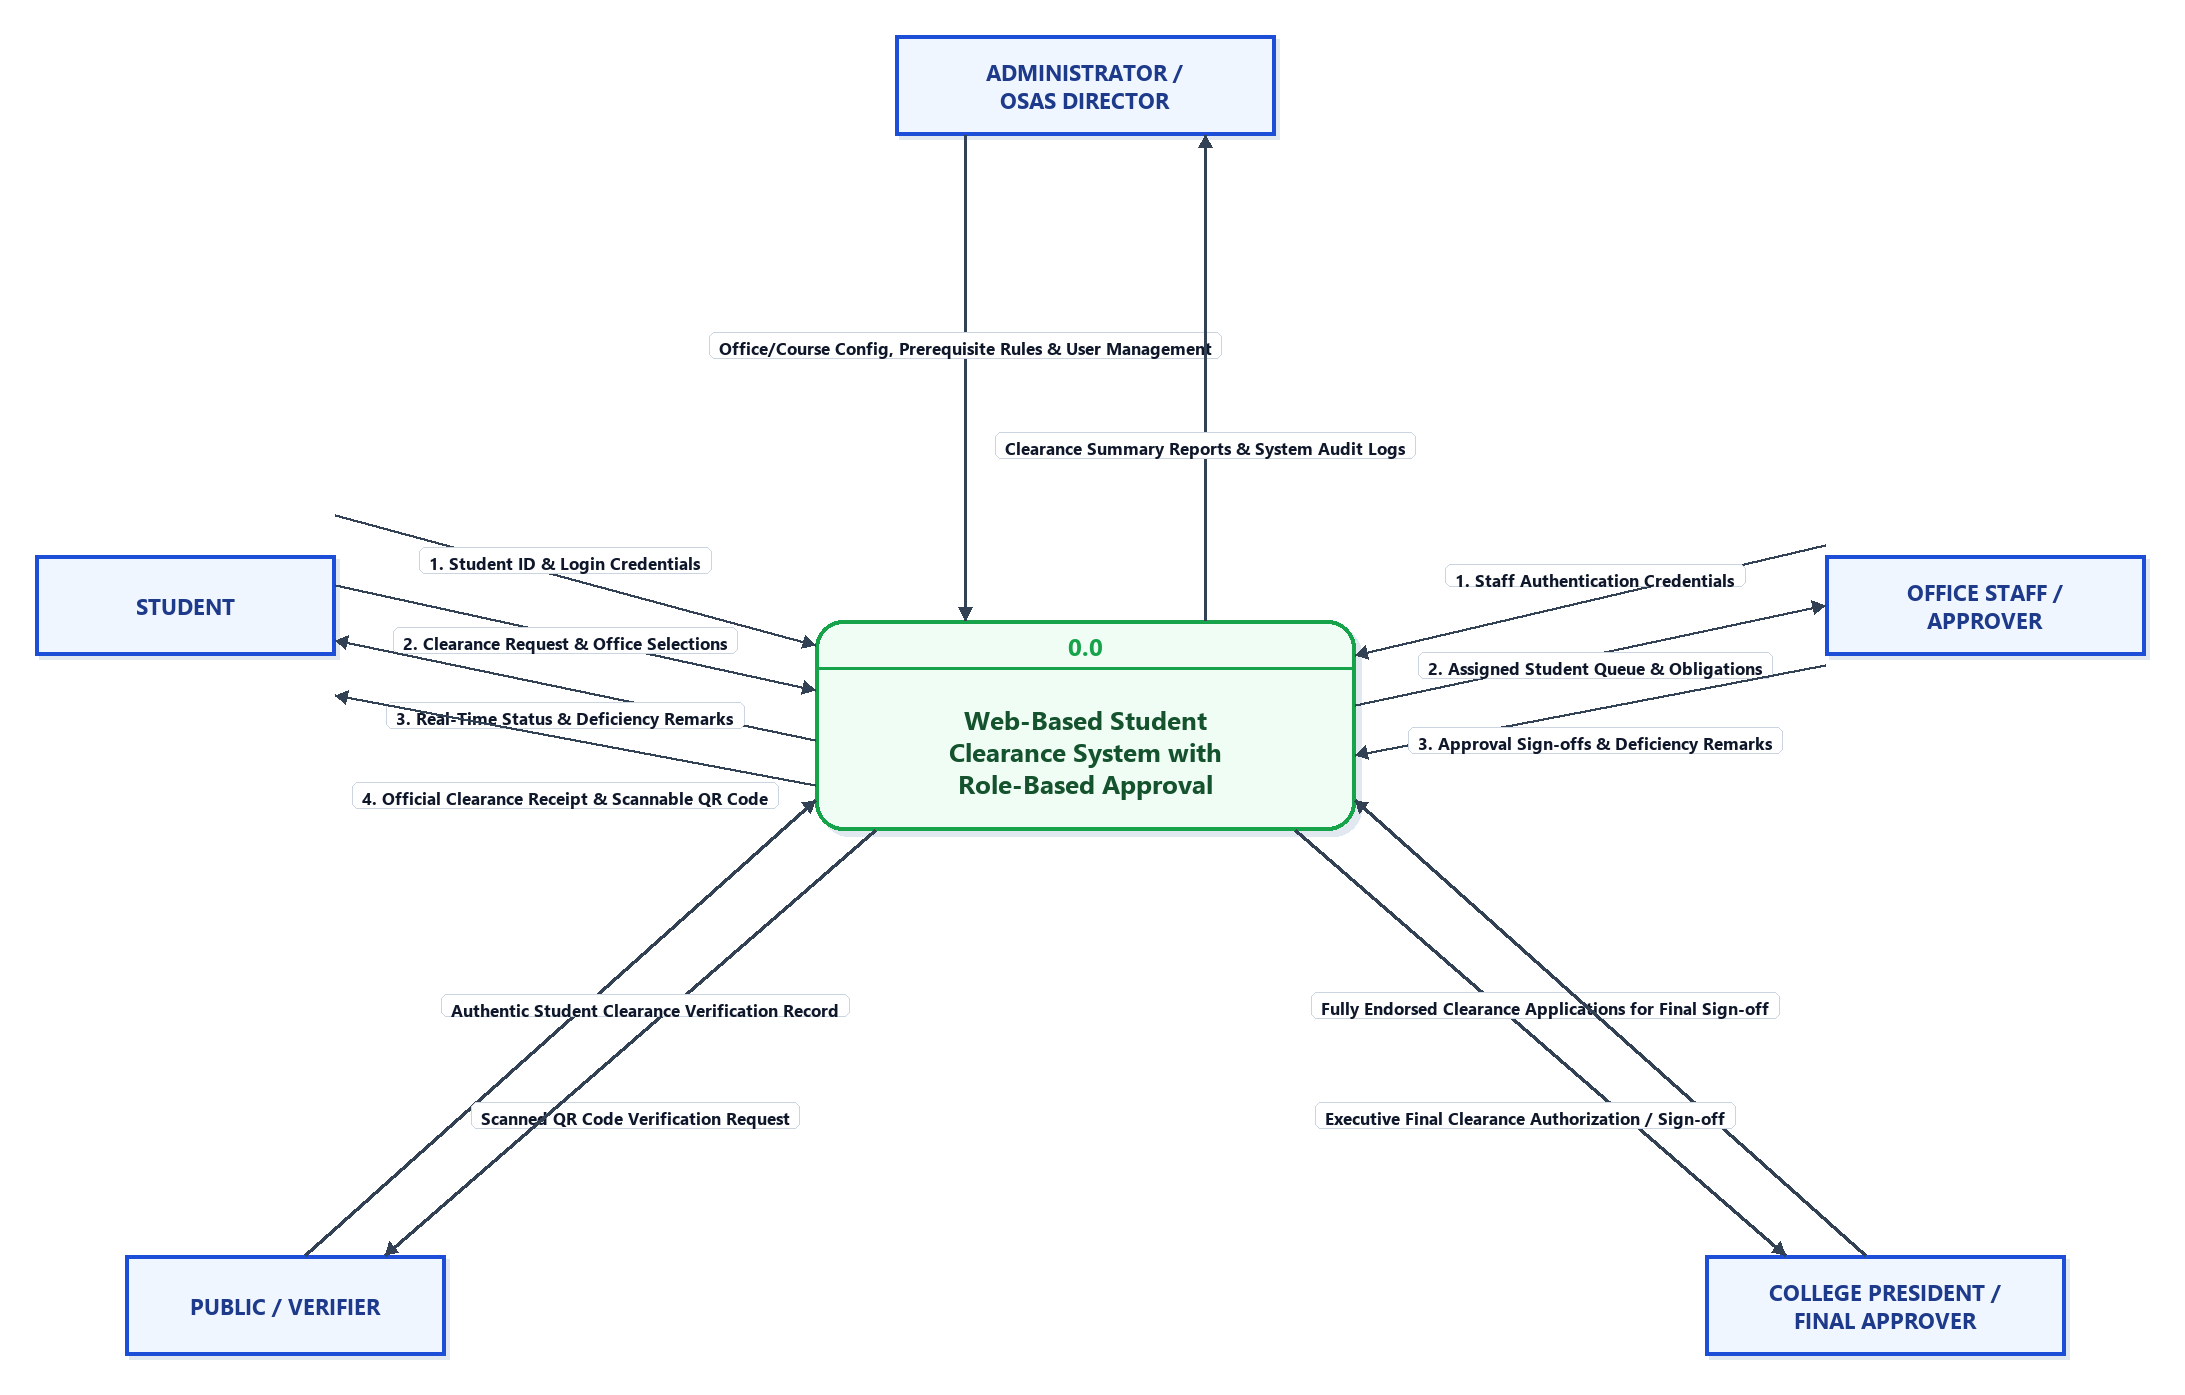 ADMINISTRATOR /
OSAS DIRECTOR
Office/Course Config, Prerequisite Rules & User Management
Clearance Summary Reports & System Audit Logs
STUDENT
1. Student ID & Login Credentials
2. Clearance Request & Office Selections
3. Real-Time Status & Deficiency Remarks
4. Official Clearance Receipt & Scannable QR Code
0.0
Web-Based Student
Clearance System with
Role-Based Approval
OFFICE STAFF /
APPROVER
1. Staff Authentication Credentials
2. Assigned Student Queue & Obligations
3. Approval Sign-offs & Deficiency Remarks
Authentic Student Clearance Verification Record
Scanned QR Code Verification Request
Fully Endorsed Clearance Applications for Final Sign-off
Executive Final Clearance Authorization / Sign-off
PUBLIC / VERIFIER
COLLEGE PRESIDENT /
FINAL APPROVER